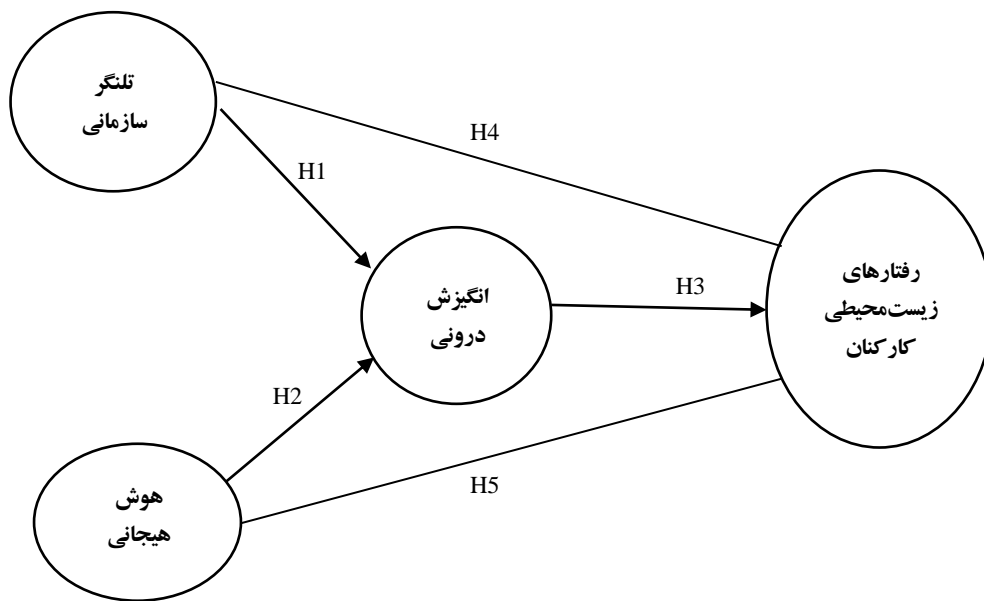 تلنگر
سازمانی
H4
H1
انگیزش
درونی
H3
رفتارهای
زیست‌محیطی
کارکنان
H2
هوش
هیجانی
H5